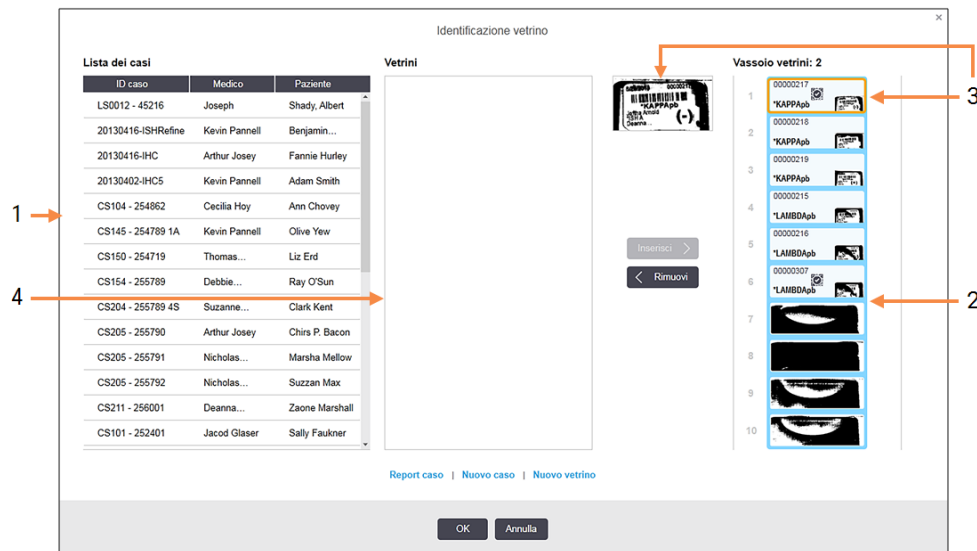 Identificazione vetrino
×
Lista dei casi
ID caso Medico Paziente
LS0012 - 45216 Joseph Shady, Albert
20130416-ISHRefine Kevin Pannell Benjamin...
20130416-IHC Arthur Josey Fannie Hurley
20130402-IHC5 Kevin Pannell Adam Smith
CS104 - 254862 Cecilia Hoy Ann Chovey
CS145 - 254789 1A Kevin Pannell Olive Yew
CS150 - 254719 Thomas... Liz Erd
CS154 - 255789 Debbie... Ray O'Sun
CS204 - 255789 4S Suzanne... Clark Kent
CS205 - 255790 Arthur Josey Chirs P. Bacon
CS205 - 255791 Nicholas... Marsha Mellow
CS205 - 255792 Nicholas... Suzzan Max
CS211 - 256001 Deanna... Zaone Marshall
CS101 - 252401 Jacod Glaser Sally Faukner
Vetrini
*KAPPApb
Arnold
ISH A
Deanna...
(-)
Inserisci >
< Rimuovi
Vassoio vetrini: 2
1 00000217 *KAPPApb
2 00000218 *KAPPApb
3 00000219 *KAPPApb
4 00000215 *LAMBDApb
5 00000216 *LAMBDApb
6 00000307 *LAMBDApb
7
8
9
10
Report caso | Nuovo caso | Nuovo vetrino
OK Annulla
1
4
3
2